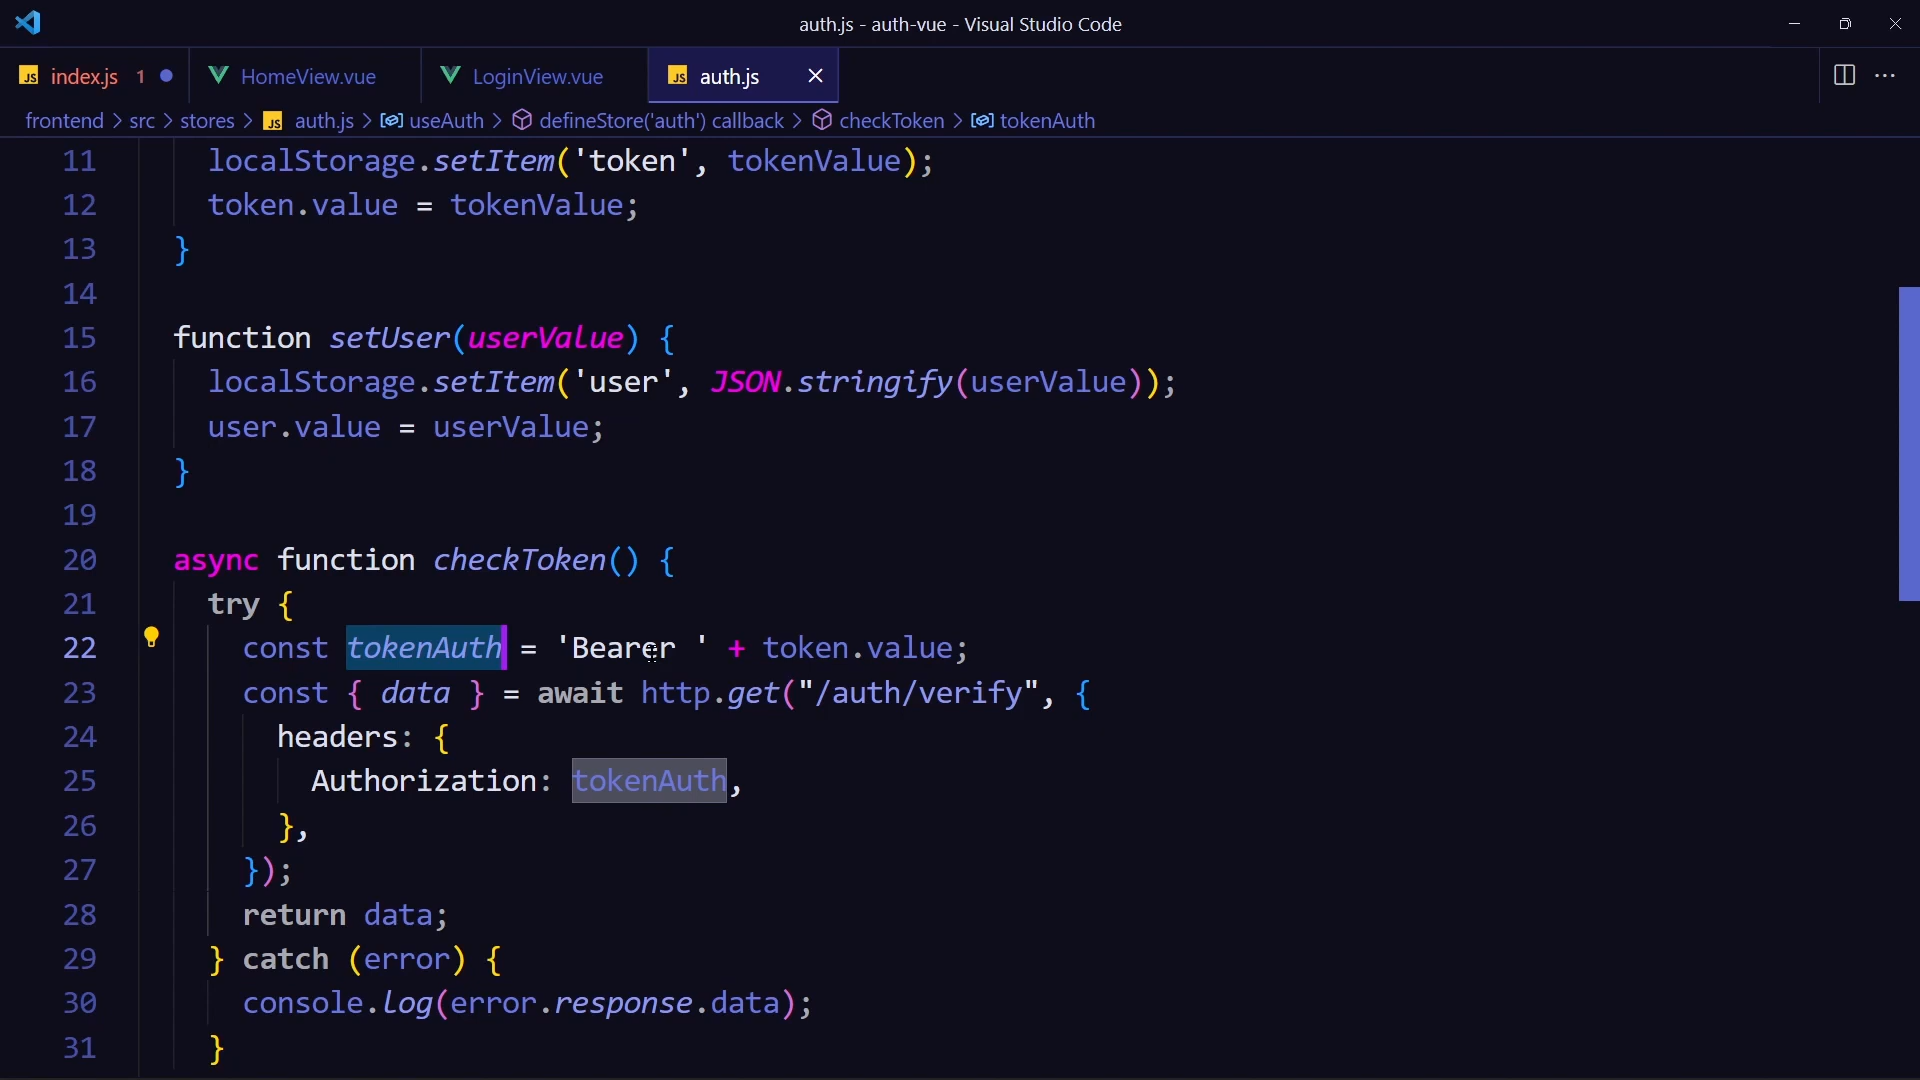 auth.js - auth-vue - Visual Studio Code
index.js 1 HomeView.vue LoginView.vue auth.js
frontend > src > stores > auth.js > useAuth > defineStore('auth') callback > checkToken > tokenAuth
11 localStorage.setItem('token', tokenValue);
12 token.value = tokenValue;
13 }
14
15 function setUser(userValue) {
16 localStorage.setItem('user', JSON.stringify(userValue));
17 user.value = userValue;
18 }
19
20 async function checkToken() {
21 try {
22 const tokenAuth = 'Bearer ' + token.value;
23 const { data } = await http.get("/auth/verify", {
24 headers: {
25 Authorization: tokenAuth,
26 },
27 });
28 return data;
29 } catch (error) {
30 console.log(error.response.data);
31 }